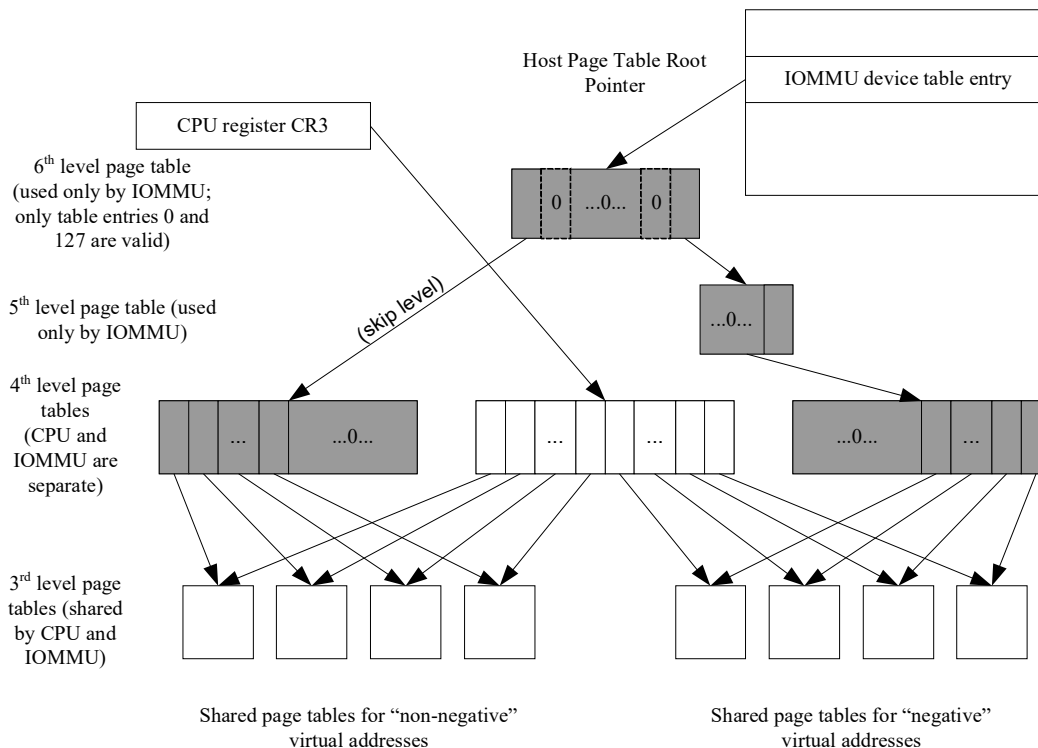 Host Page Table Root
Pointer
IOMMU device table entry
CPU register CR3
6th level page table
(used only by IOMMU;
only table entries 0 and
127 are valid)
0 ...0... 0
(skip level)
5th level page table (used
only by IOMMU)
...0...
4th level page
tables
(CPU and
IOMMU are
separate)
... ...0...
... ...
...0... ...
3rd level page
tables (shared
by CPU and
IOMMU)
Shared page tables for “non-negative”
virtual addresses
Shared page tables for “negative”
virtual addresses